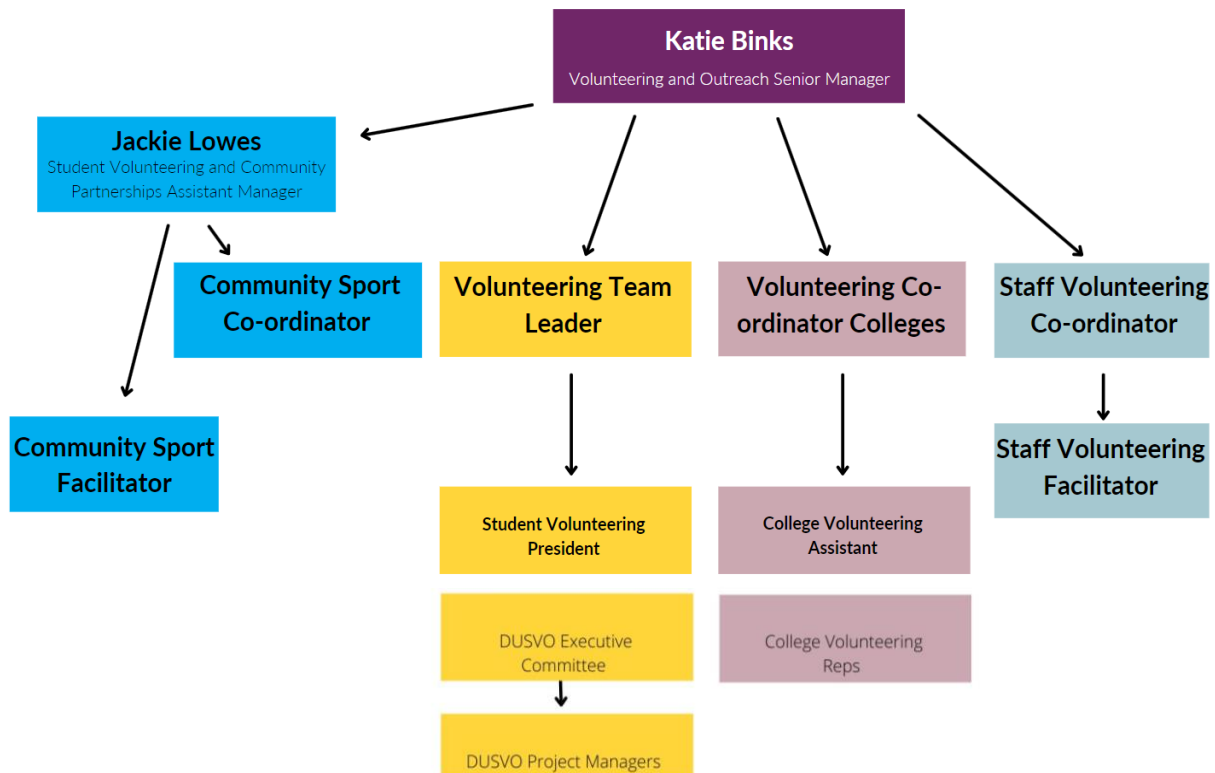 Katie Binks
Volunteering and Outreach Senior Manager
Jackie Lowes
Student Volunteering and Community
Partnerships Assistant Manager
Community Sport
Co-ordinator
Volunteering Team
Leader
Volunteering Co-
ordinator Colleges
Staff Volunteering
Co-ordinator
Community Sport
Facilitator
Staff Volunteering
Facilitator
Student Volunteering
President
College Volunteering
Assistant
DUSVO Executive
Committee
College Volunteering
Reps
DUSVO Project Managers